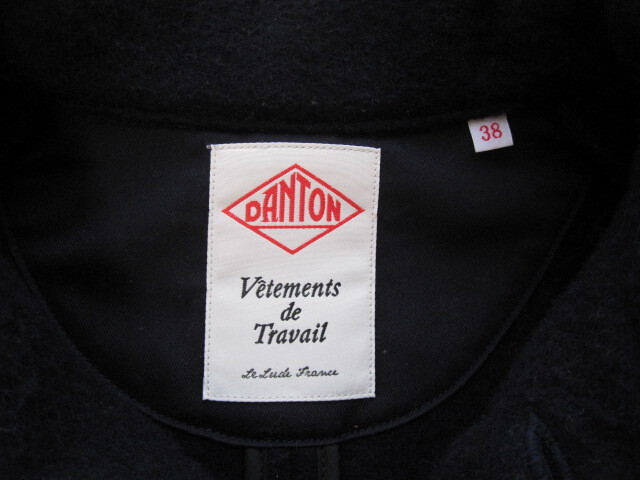 38
DANTON
Vêtements
de
Travail
Le Lude France